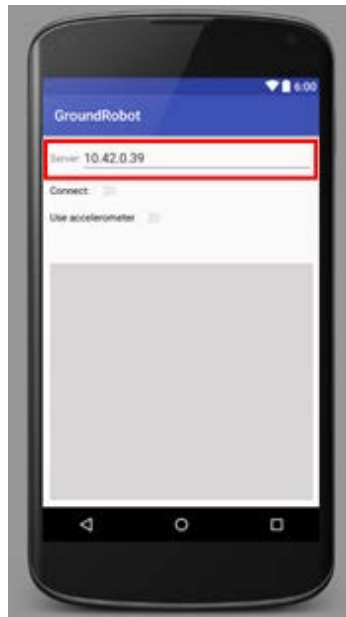 6:00
GroundRobot
Server: 10.42.0.39
Connect:
Use accelerometer